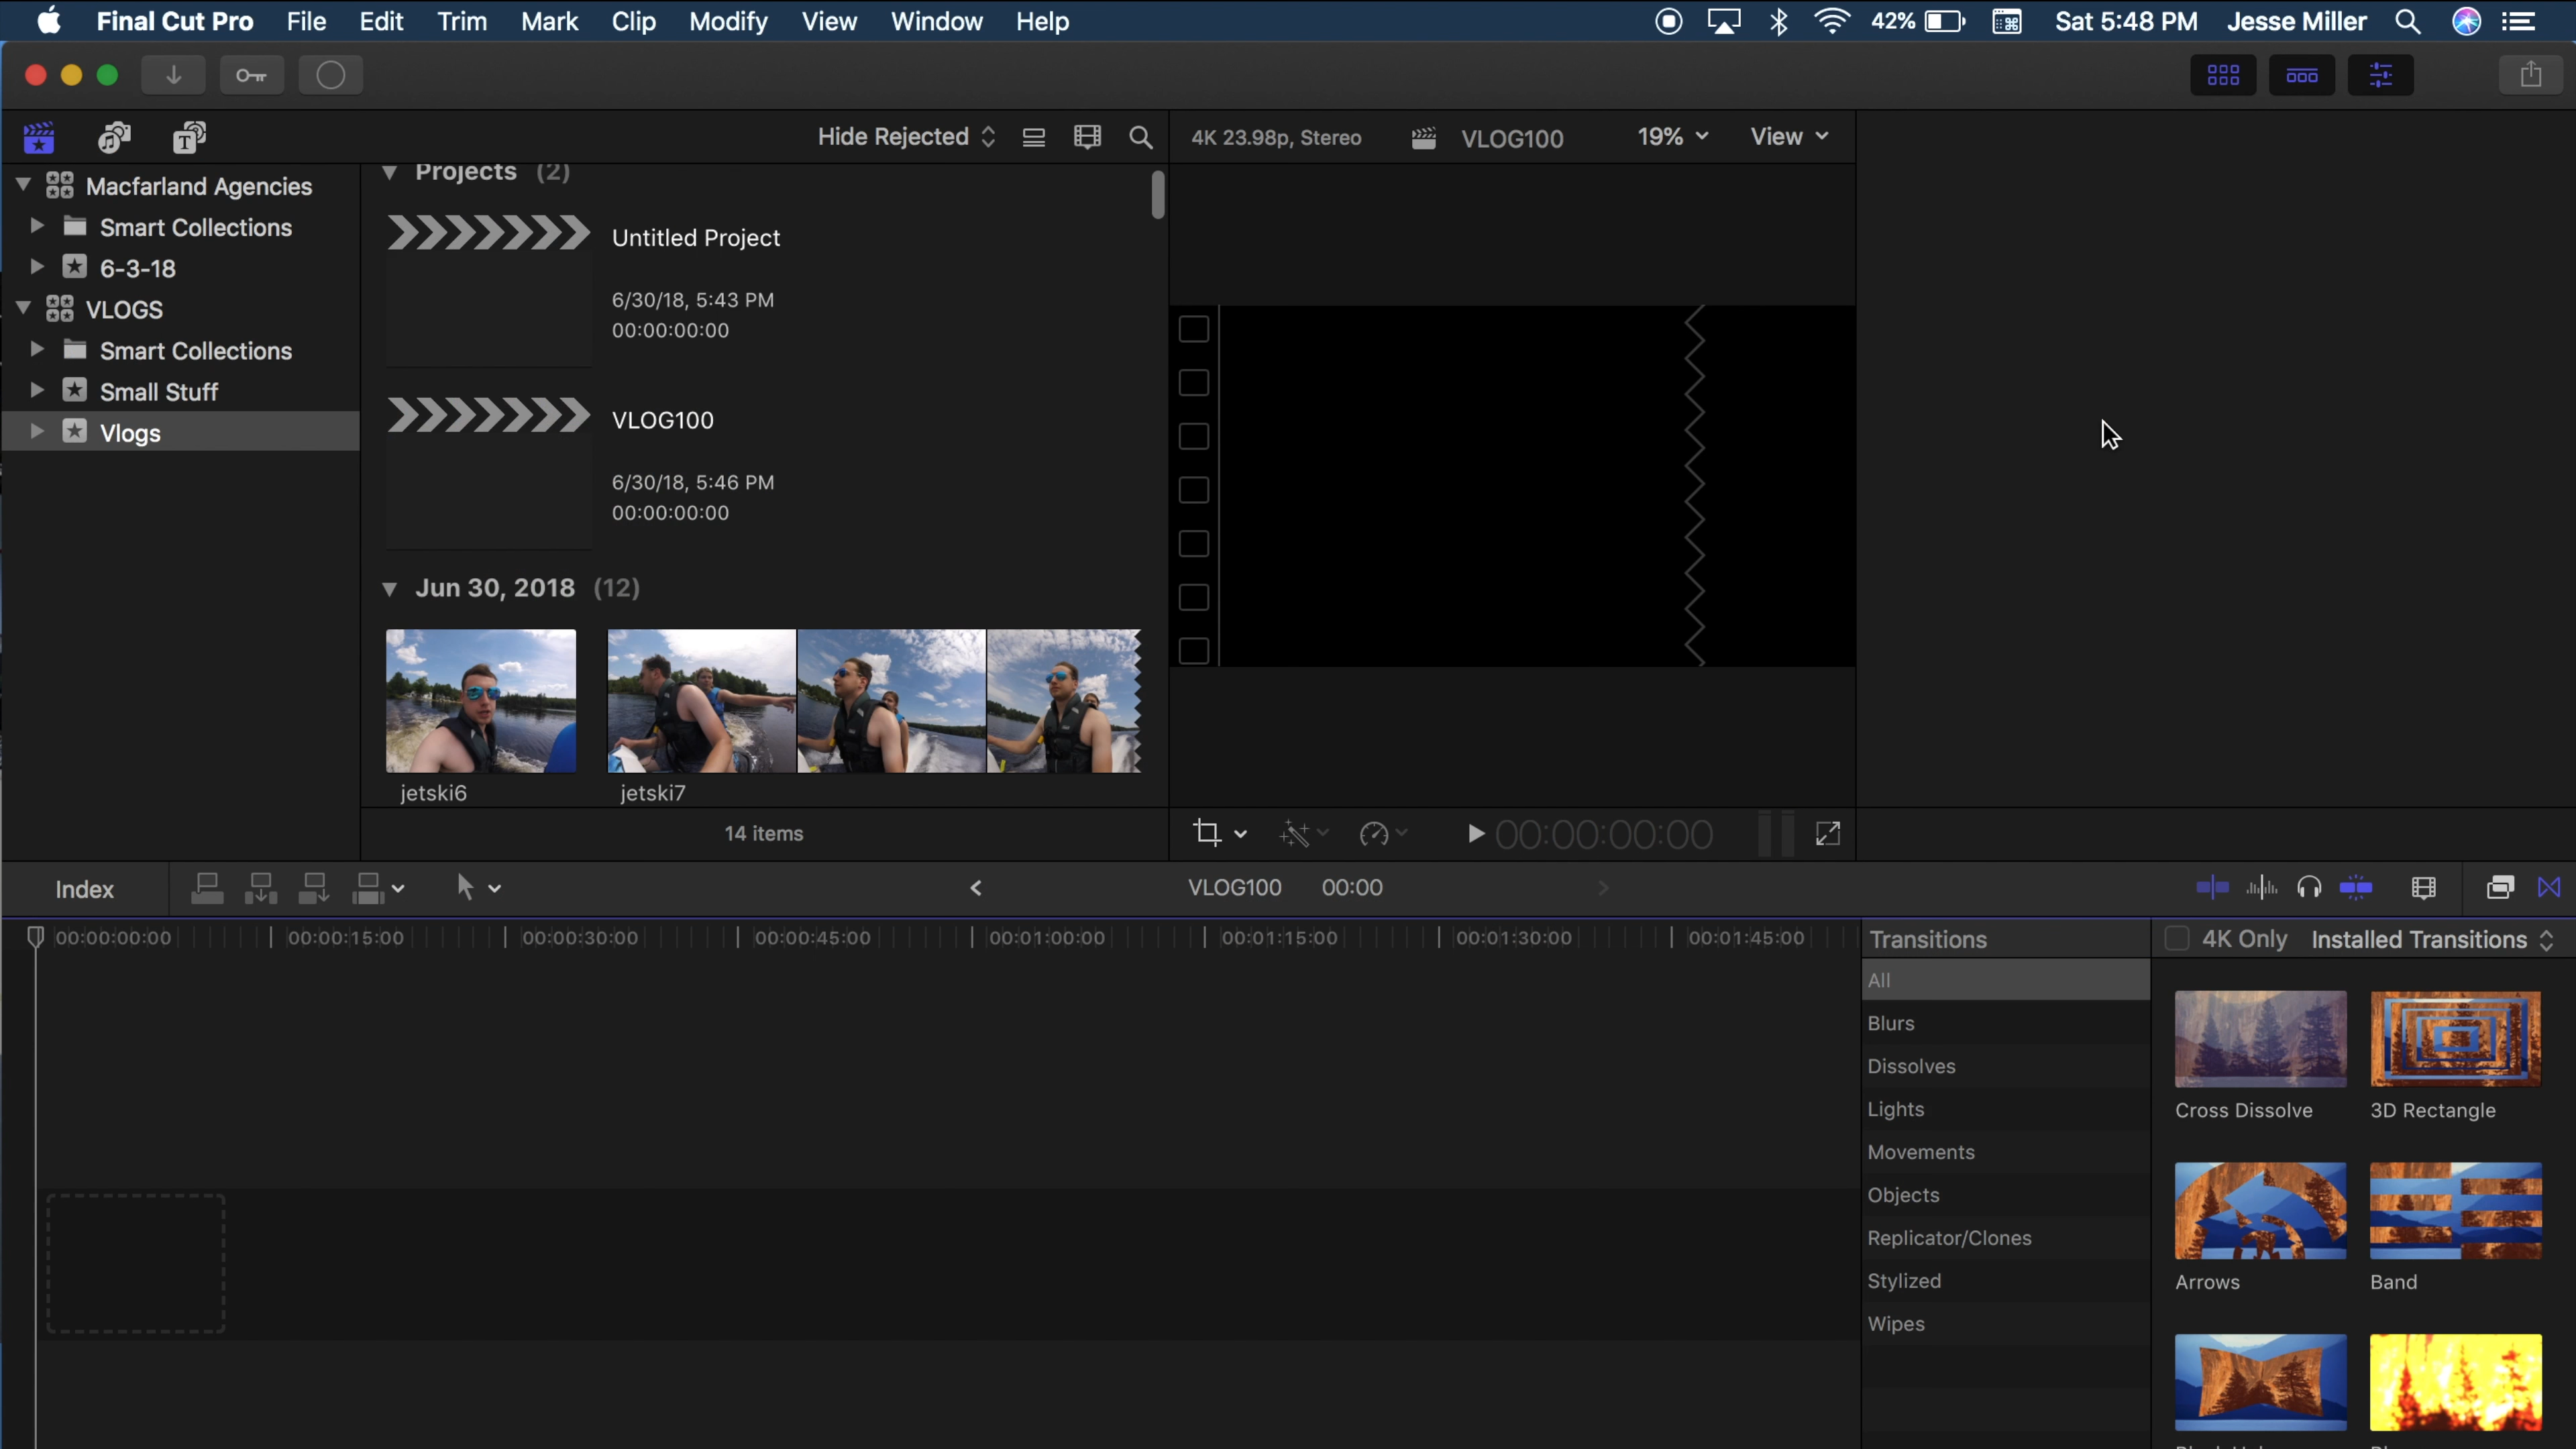 Final Cut Pro File Edit Trim Mark Clip Modify View Window Help 42% Sat 5:48 PM Jesse Miller
Hide Rejected
4K 23.98p, Stereo VLOG100 19% View
Macfarland Agencies
Smart Collections
6-3-18
VLOGS
Smart Collections
Small Stuff
Vlogs
Projects (2)
Untitled Project
6/30/18, 5:43 PM
00:00:00:00
VLOG100
6/30/18, 5:46 PM
00:00:00:00
Jun 30, 2018 (12)
jetski6 jetski7
14 items
00:00:00:00
Index VLOG100 00:00
00:00:00:00 00:00:15:00 00:00:30:00 00:00:45:00 00:01:00:00 00:01:15:00 00:01:30:00 00:01:45:00
Transitions 4K Only Installed Transitions
All
Blurs
Dissolves
Lights
Movements
Objects
Replicator/Clones
Stylized
Wipes
Cross Dissolve 3D Rectangle
Arrows Band